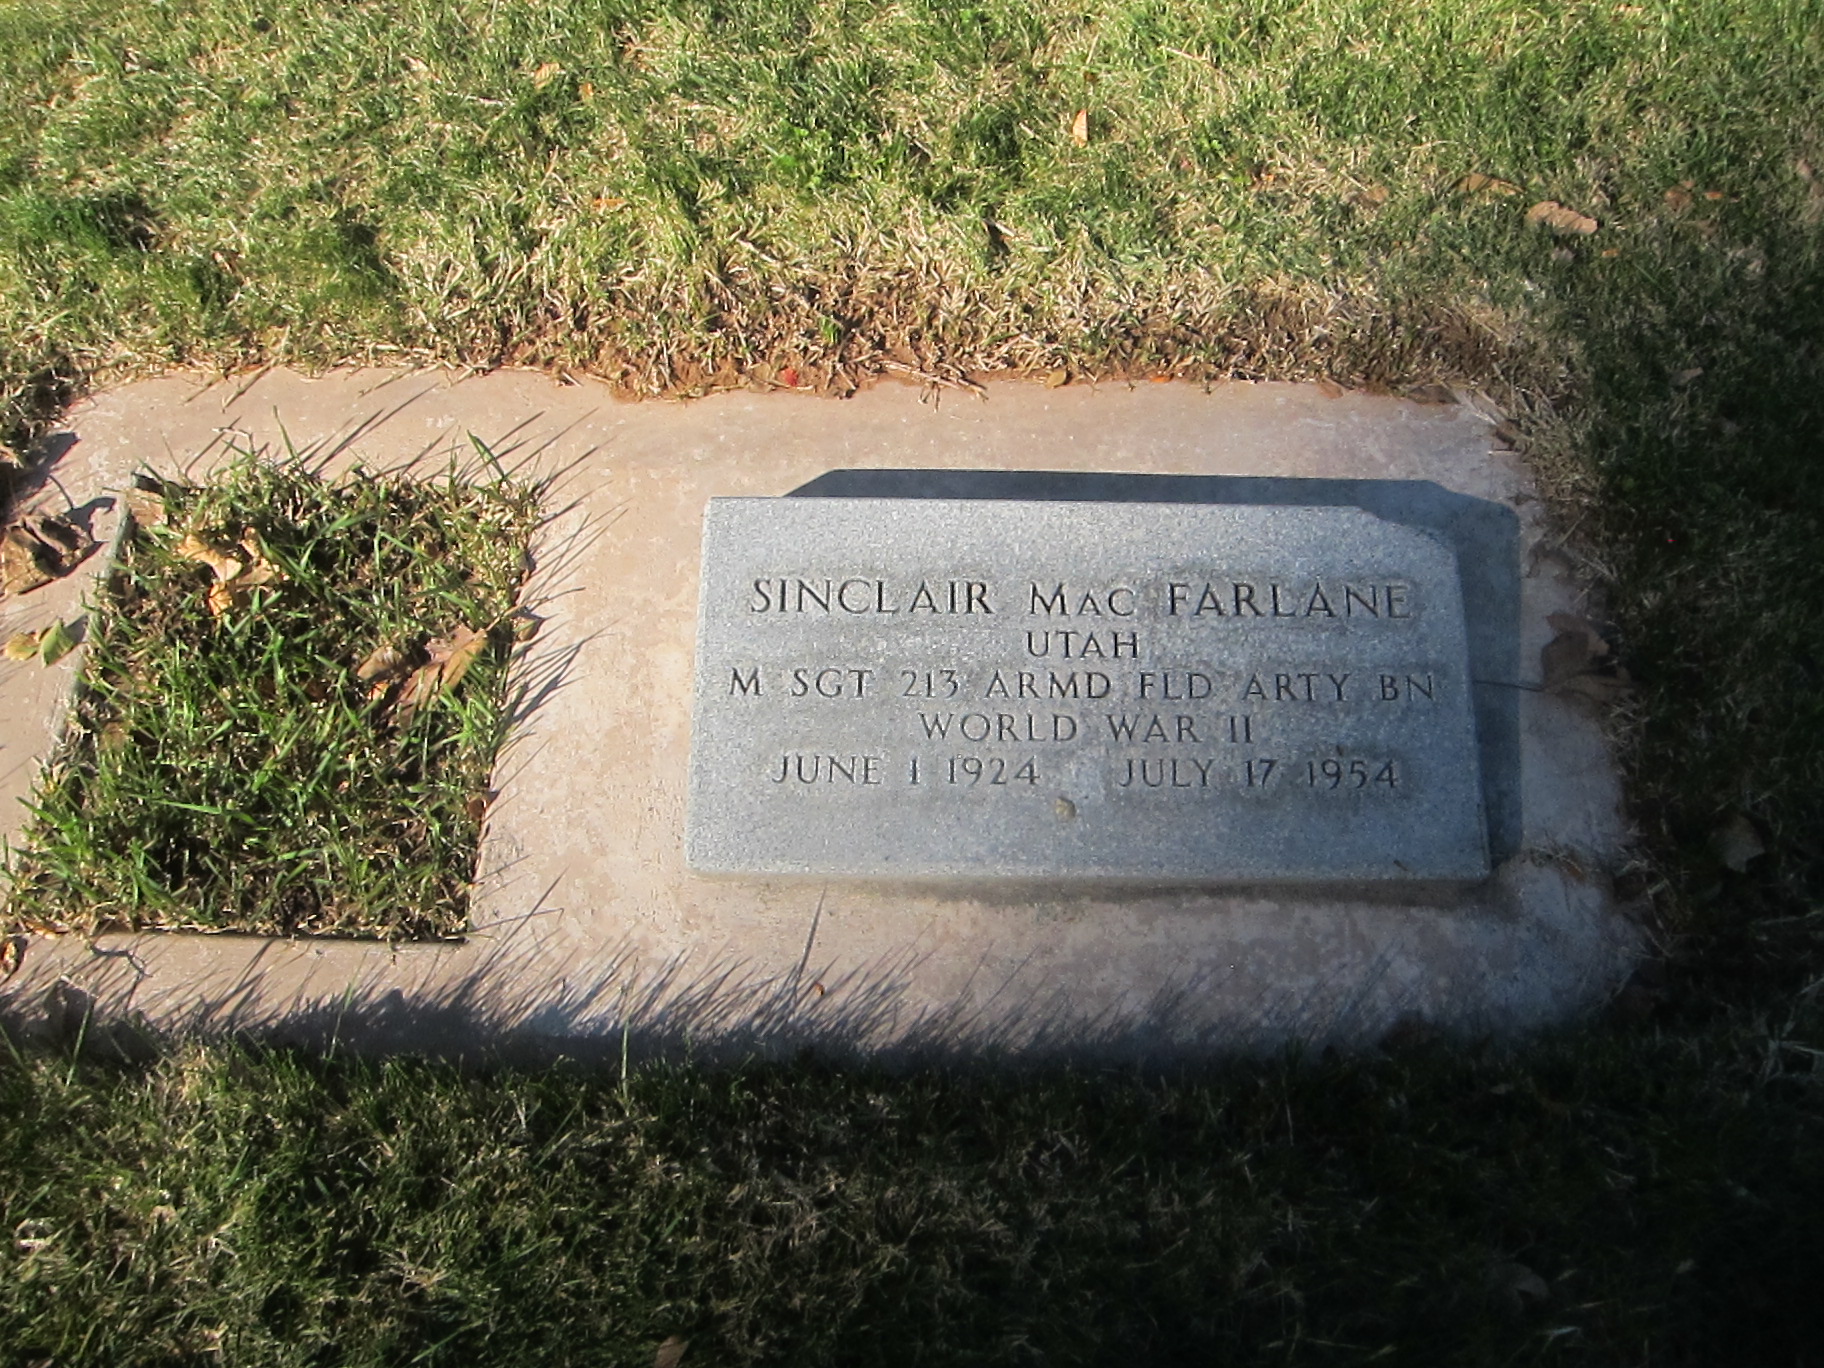 SINCLAIR MAC FARLANE
UTAH
M SGT 213 ARMD FLD ARTY BN
WORLD WAR II
JUNE 1 1924 JULY 17 1954